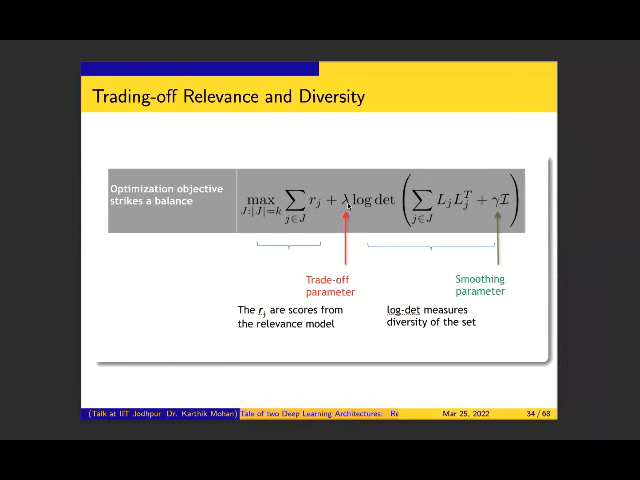 Trading-off Relevance and Diversity
Optimization objective
strikes a balance
max_{J:|J|=k} ∑_{j∈J} r_j + λ log det ( ∑_{j∈J} L_j L_j^T + γI )
Trade-off
parameter
Smoothing
parameter
The r_j are scores from
the relevance model
log-det measures
diversity of the set
(Talk at IIT Jodhpur Dr. Karthik Mohan) Tale of two Deep Learning Architectures: Re Mar 25, 2022 34 / 68